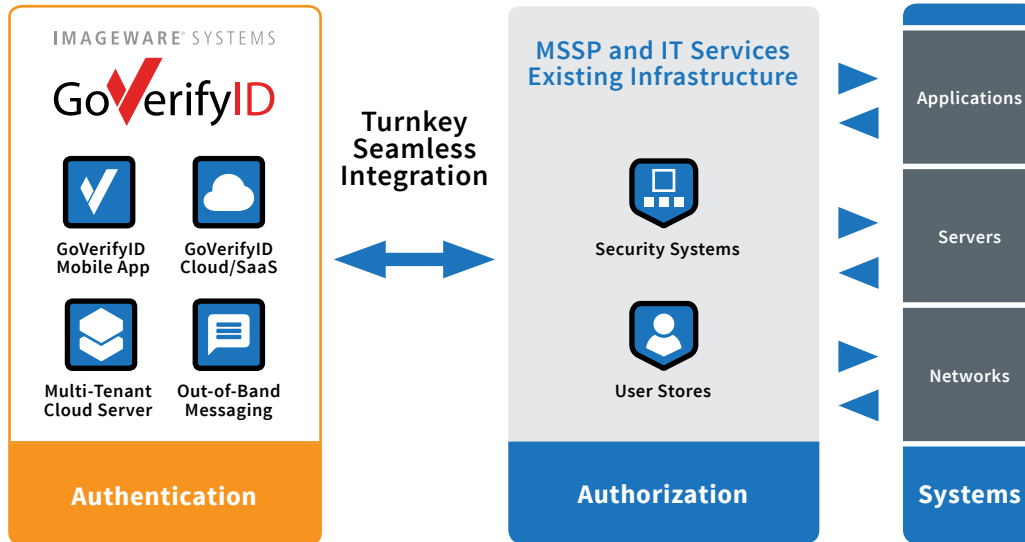 IMAGEWARE® SYSTEMS
GoVerifyID
GoVerifyID
Mobile App
GoVerifyID
Cloud/SaaS
Multi-Tenant
Cloud Server
Out-of-Band
Messaging
Authentication
Turnkey
Seamless
Integration
MSSP and IT Services
Existing Infrastructure
Security Systems
User Stores
Authorization
Applications
Servers
Networks
Systems